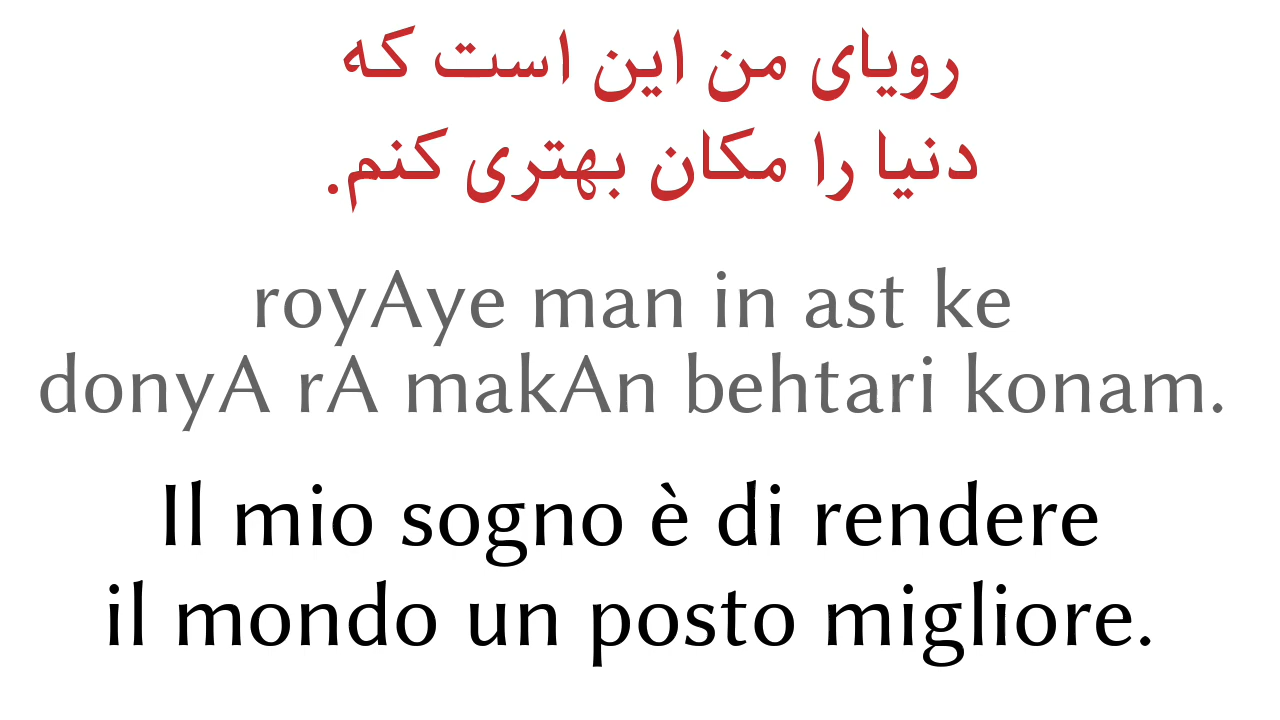 رویای من این است که
دنیا را مکان بهتری کنم.
royAye man in ast ke
donyA rA makAn behtari konam.
Il mio sogno è di rendere
il mondo un posto migliore.